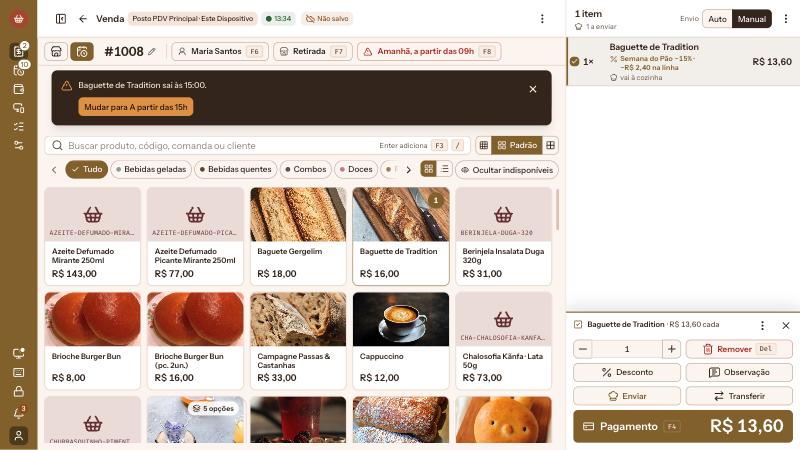 Venda
Posto PDV Principal · Este Dispositivo
13:34
Não salvo
2
10
3
#1008
Maria Santos F6
Retirada F7
Amanhã, a partir das 09h F8
Baguete de Tradition sai às 15:00.
Mudar para A partir das 15h
Buscar produto, código, comanda ou cliente
Enter adiciona F3 /
Padrão
Tudo
Bebidas geladas
Bebidas quentes
Combos
Doces
Ocultar indisponíveis
AZEITE-DEFUMADO-MIRA…
Azeite Defumado
Mirante 250ml
R$ 143,00
AZEITE-DEFUMADO-PICA…
Azeite Defumado
Picante Mirante 250ml
R$ 77,00
Baguete Gergelim
R$ 18,00
1
Baguette de Tradition
R$ 16,00
BERINJELA-DUGA-320
Berinjela Insalata Duga
320g
R$ 31,00
Brioche Burger Bun
R$ 8,00
Brioche Burger Bun
(pc. 2un.)
R$ 16,00
Campagne Passas &
Castanhas
R$ 33,00
Cappuccino
R$ 12,00
CHA-CHALOSOFIA-KANFA…
Chalosofia Kãnfa · Lata
50g
R$ 73,00
CHURRASQUINHO-PIMENT…
5 opções
1 item
1 a enviar
Envio
Auto
Manual
1×
Baguette de Tradition
Semana do Pão −15% ·
−R$ 2,40 na linha
vai à cozinha
R$ 13,60
Baguette de Tradition · R$ 13,60 cada
1
Remover Del
Desconto
Observação
Enviar
Transferir
Pagamento F4
R$ 13,60